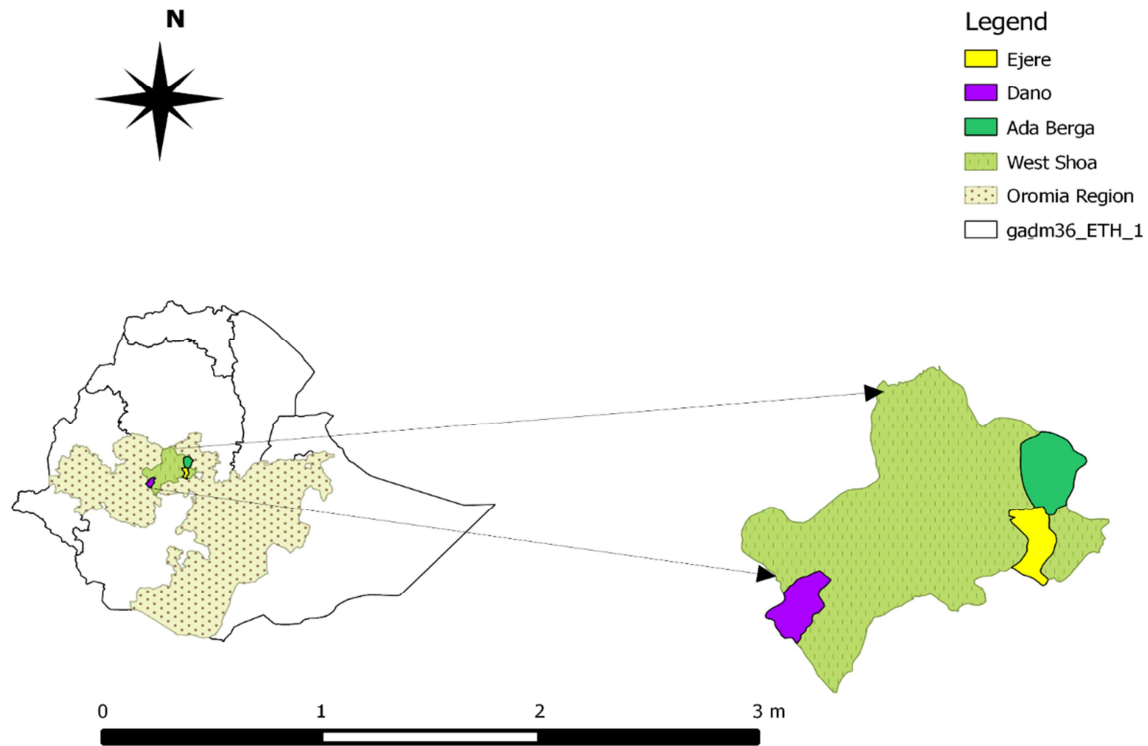 N
Legend
Ejere
Dano
Ada Berga
West Shoa
Oromia Region
gadm36_ETH_1
0 1 2 3 m